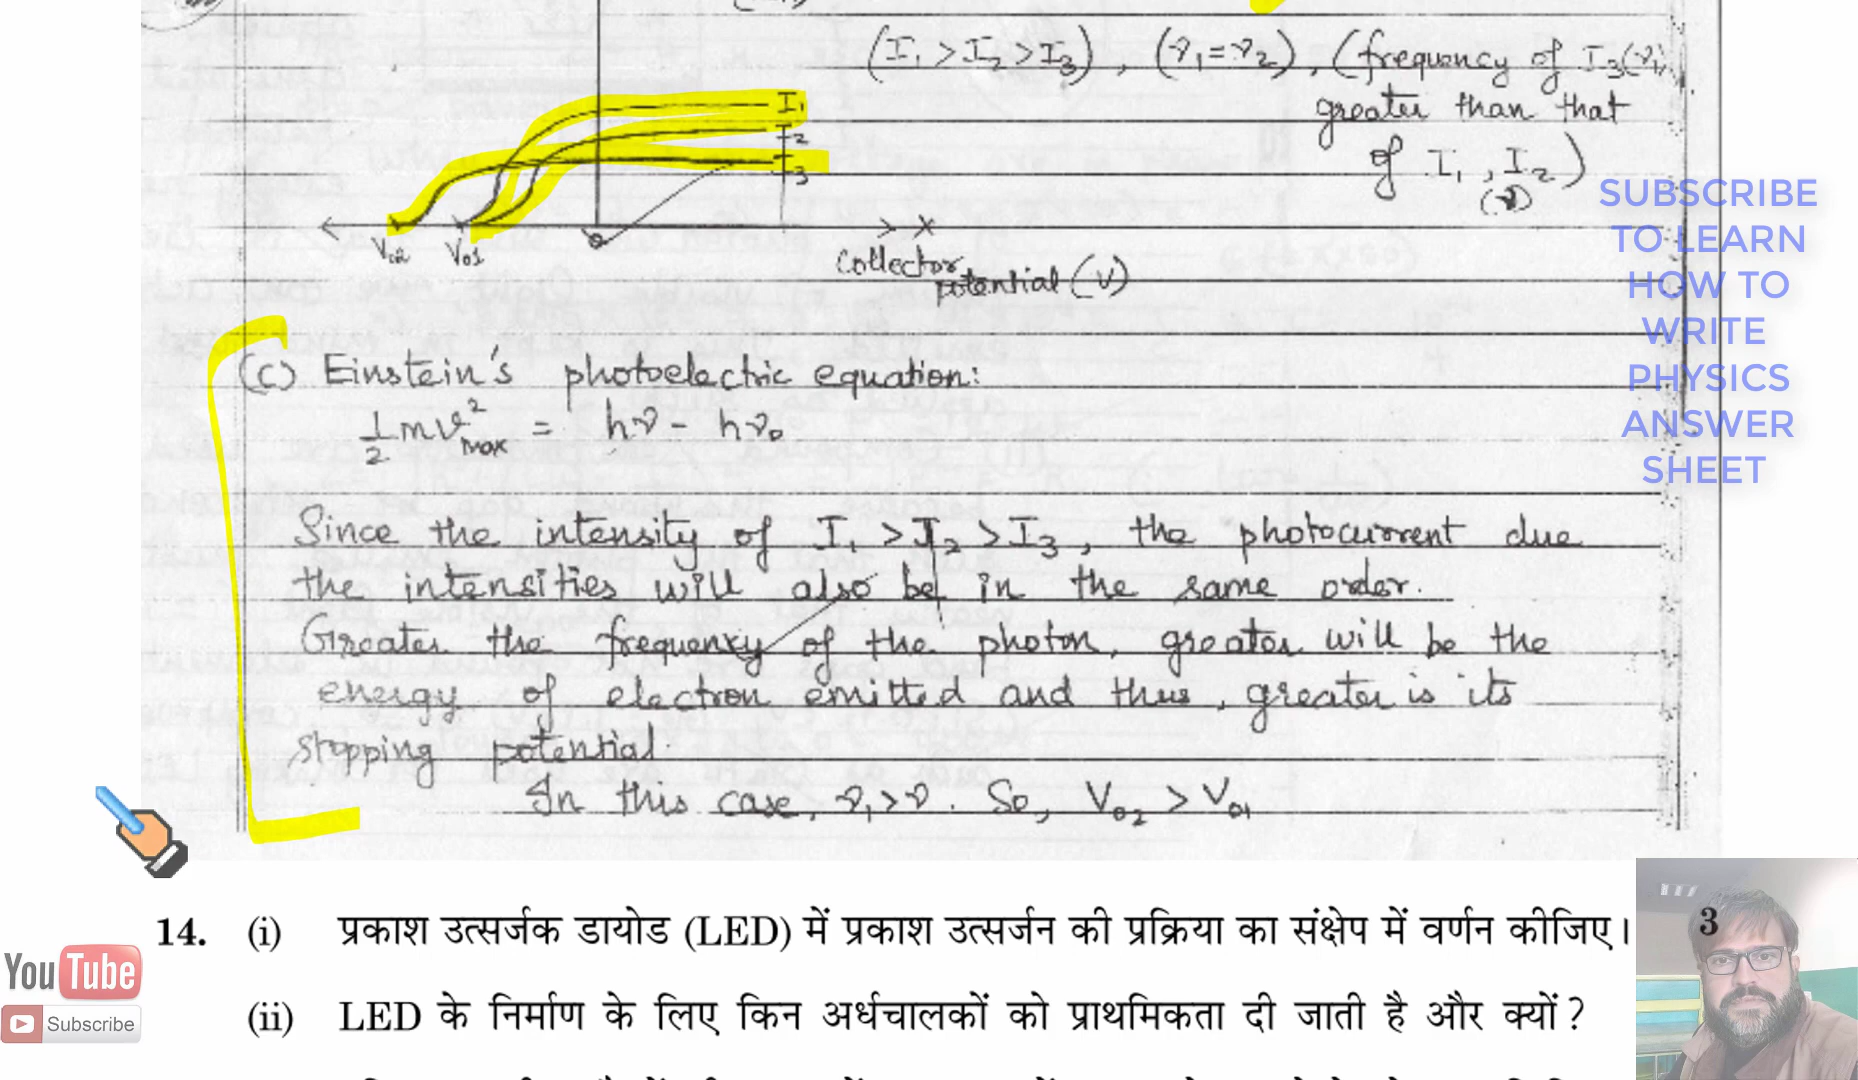 (I₁ > I₂ > I₃), (ν₁ = ν₂), (frequency of I₃(ν₁)
greater than that
of I₁, I₂)
(ν)
I₁
I₂
I₃
V₀₂ V₀₁ 0
X
collector
potential (V)
(c) Einstein's photoelectric equation:
½mv²max = hν - hν₀
Since the intensity of I₁ > I₂ > I₃, the photocurrent due
the intensities will also be in the same order.
Greater the frequency of the photon, greater will be the
energy of electron emitted and thus, greater is its
stopping potential.
In this case, ν₁ > ν. So, V₀₂ > V₀₁
SUBSCRIBE
TO LEARN
HOW TO
WRITE
PHYSICS
ANSWER
SHEET
14. (i) प्रकाश उत्सर्जक डायोड (LED) में प्रकाश उत्सर्जन की प्रक्रिया का संक्षेप में वर्णन कीजिए। 3
(ii) LED के निर्माण के लिए किन अर्धचालकों को प्राथमिकता दी जाती है और क्यों ?
YouTube
Subscribe